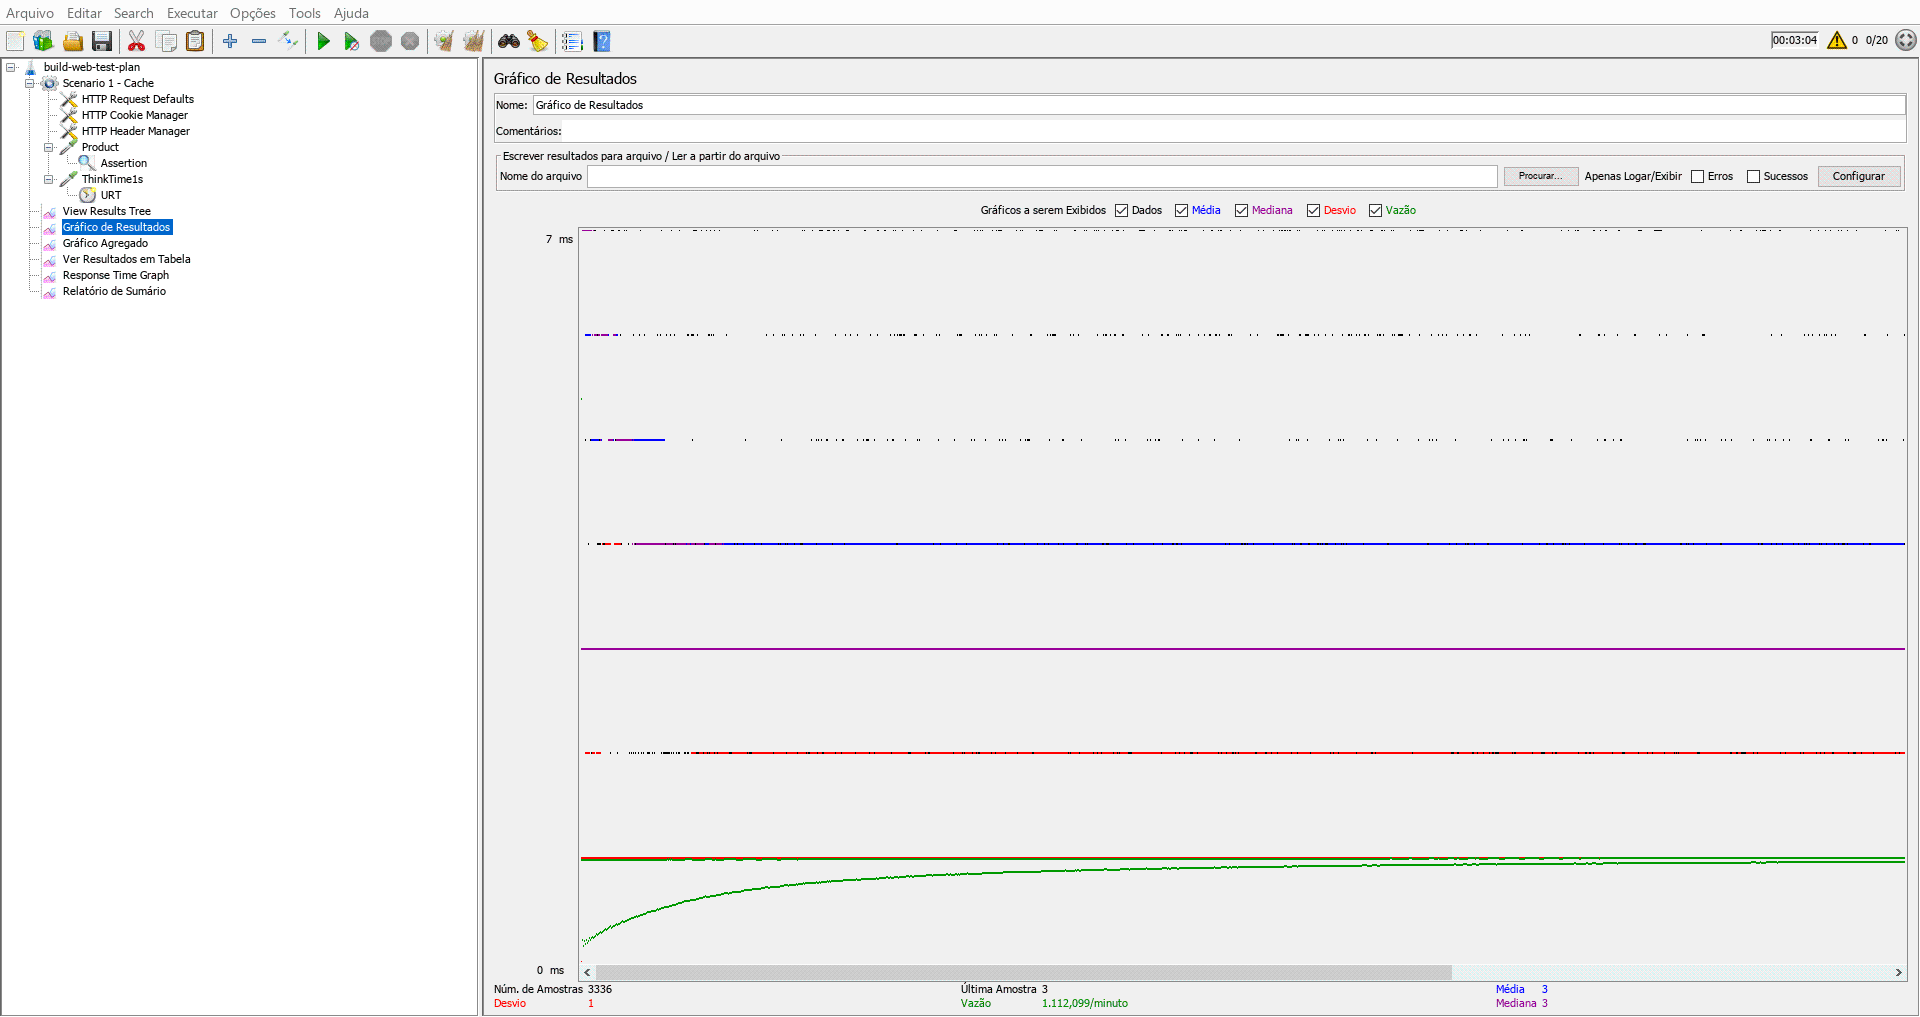 Arquivo Editar Search Executar Opções Tools Ajuda
00:03:04 0 0/20
build-web-test-plan
Scenario 1 - Cache
HTTP Request Defaults
HTTP Cookie Manager
HTTP Header Manager
Product
Assertion
ThinkTime1s
URT
View Results Tree
Gráfico de Resultados
Gráfico Agregado
Ver Resultados em Tabela
Response Time Graph
Relatório de Sumário
Gráfico de Resultados
Nome: Gráfico de Resultados
Comentários:
Escrever resultados para arquivo / Ler a partir do arquivo
Nome do arquivo Procurar... Apenas Logar/Exibir Erros Sucessos Configurar
Gráficos a serem Exibidos Dados Média Mediana Desvio Vazão
7 ms
0 ms
Núm. de Amostras 3336 Última Amostra 3 Média 3
Desvio 1 Vazão 1.112,099/minuto Mediana 3